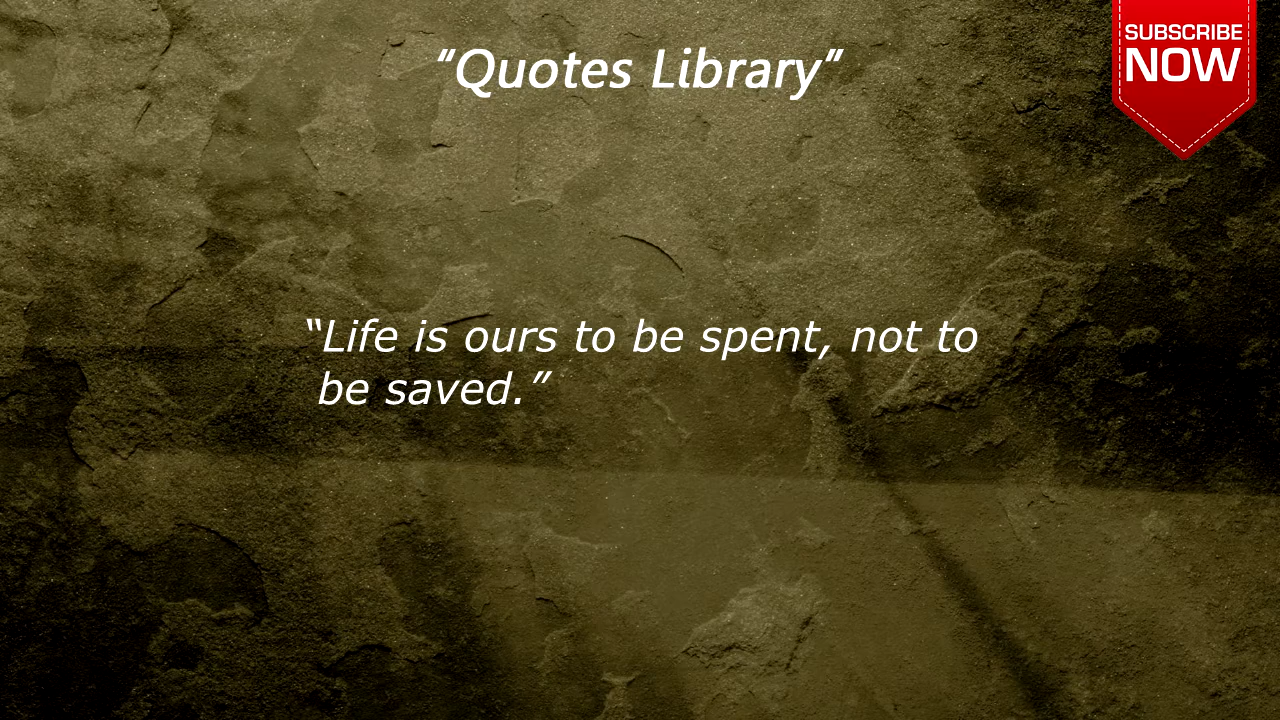 “Quotes Library”
SUBSCRIBE
NOW
“Life is ours to be spent, not to
be saved.”